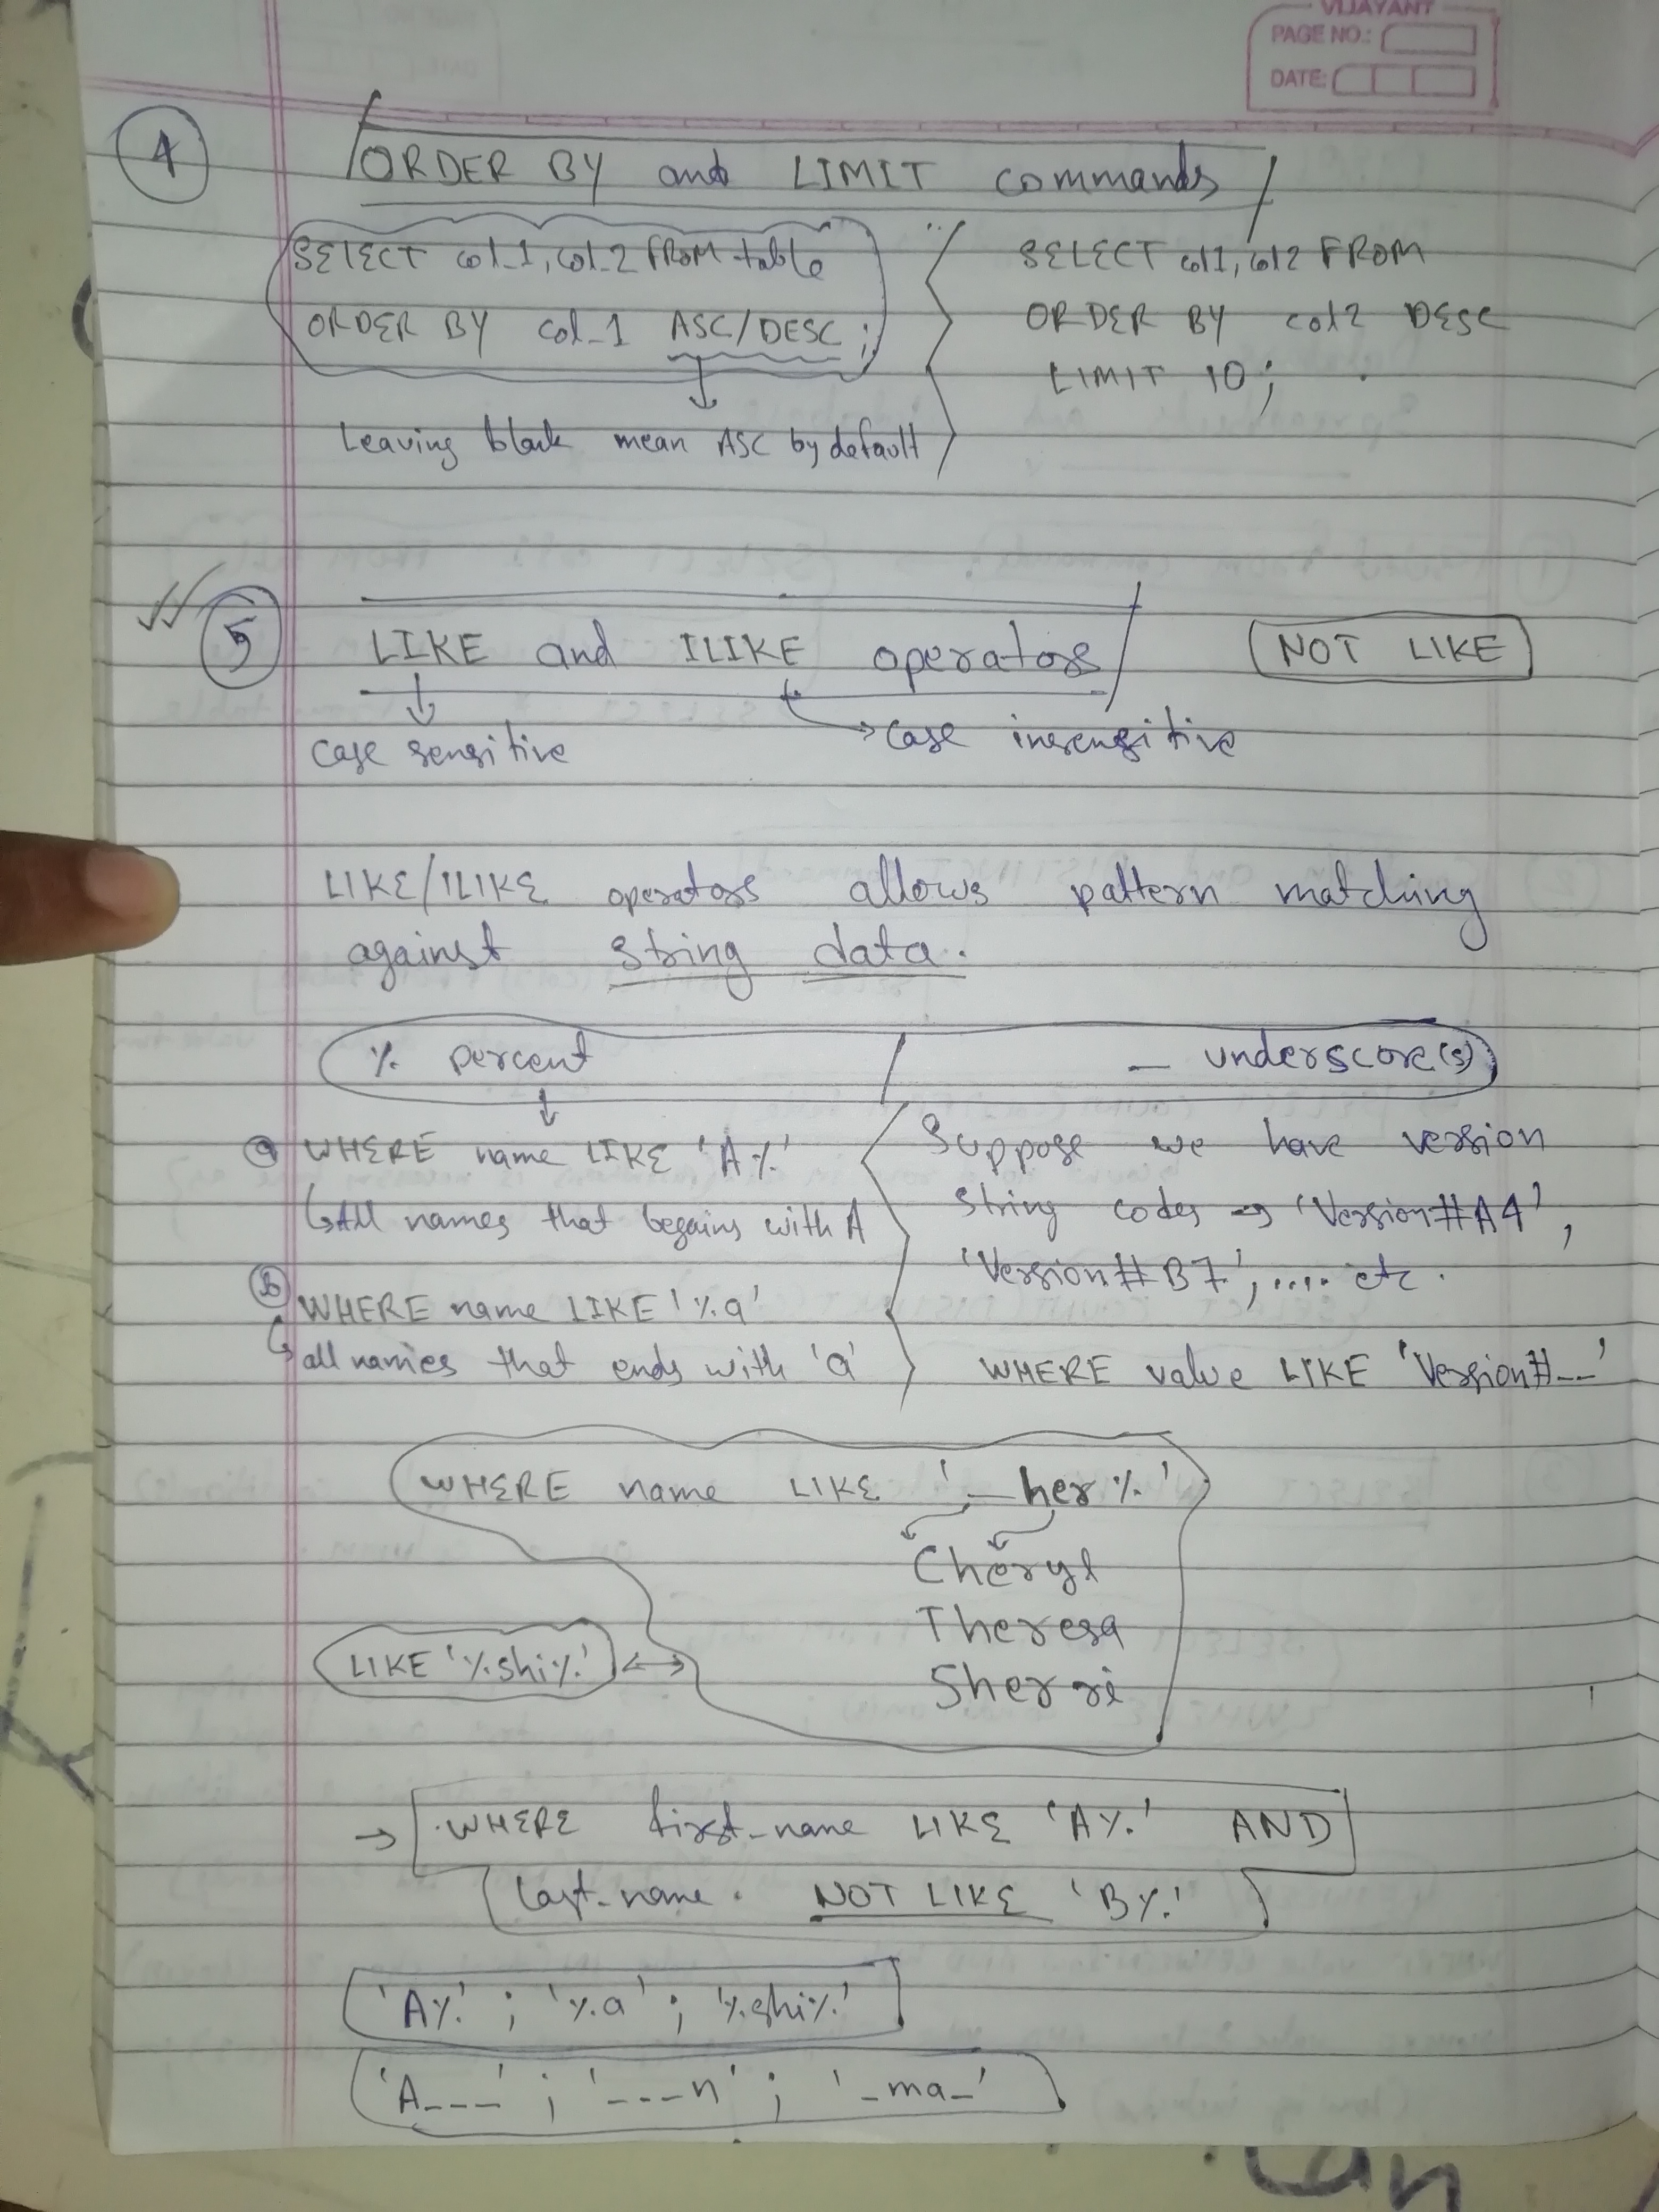 VIJAYANT
PAGE NO.:
DATE:
4
ORDER BY and LIMIT commands
SELECT col_1, col_2 FROM table
ORDER BY col_1 ASC/DESC;
Leaving blank mean ASC by default
SELECT col1, col2 FROM
ORDER BY col2 DESC
LIMIT 10;
5
LIKE and ILIKE operators
NOT LIKE
case sensitive
case insensitive
LIKE/ILIKE operators allows pattern matching
against string data.
% percent
_ underscore(s)
a WHERE name LIKE 'A%'
All names that begains with A
b WHERE name LIKE '%a'
all names that ends with 'a'
Suppose we have version
string codes → 'Version#A4',
'Version#B7', .... etc.
WHERE value LIKE 'Version#__'
WHERE name LIKE '_her%'
Cheryl
Theresa
Sherri
LIKE '%shi%'
→ WHERE first_name LIKE 'A%' AND
last_name NOT LIKE 'B%'
'A%' ; '%a' ; '%shi%'
'A___' ; '___n' ; '_ma_'